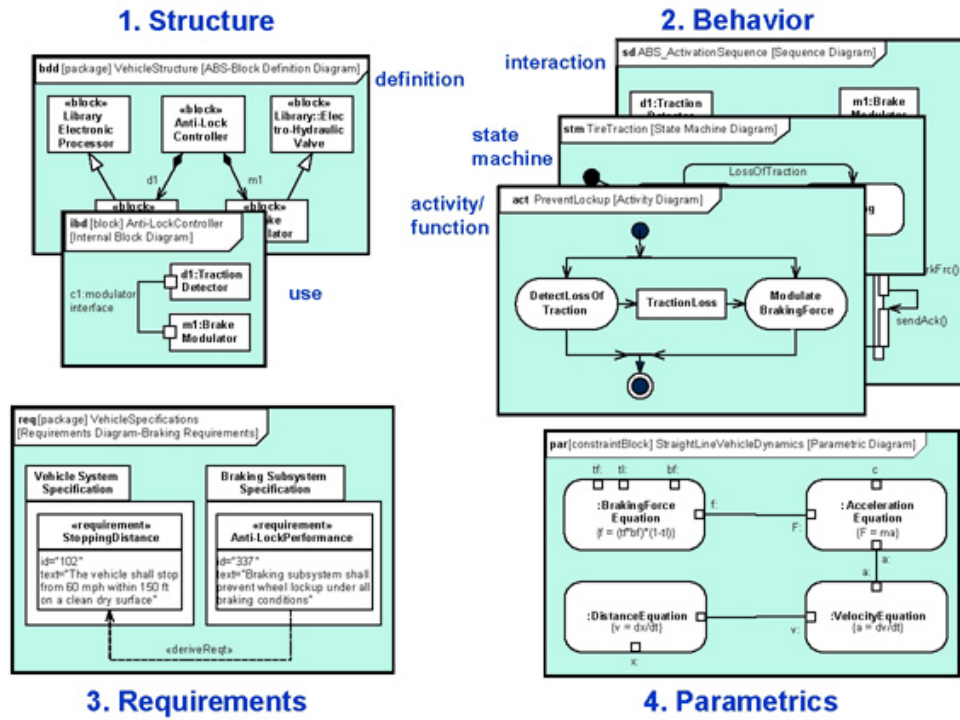 1. Structure
bdd [package] VehicleStructure [ABS-Block Definition Diagram]
definition
«block»
Library
Electronic
Processor
«block»
Anti-Lock
Controller
«block»
Library::Elec
tro-Hydraulic
Valve
d1
m1
«block»
«block»
ibd [block] Anti-LockController
[Internal Block Diagram]
d1:Traction
Detector
c1:modulator
interface
m1:Brake
Modulator
use
2. Behavior
interaction
sd ABS_ActivationSequence [Sequence Diagram]
d1:Traction
m1:Brake
state
machine
stm TireTraction [State Machine Diagram]
LossOfTraction
activity/
function
act PreventLockup [Activity Diagram]
DetectLossOf
Traction
TractionLoss
Modulate
BrakingForce
sendAck()
req [package] VehicleSpecifications
[Requirements Diagram-Braking Requirements]
Vehicle System
Specification
Braking Subsystem
Specification
«requirement»
StoppingDistance
id="102"
text="The vehicle shall stop
from 60 mph within 150 ft
on a clean dry surface"
«requirement»
Anti-LockPerformance
id="337"
text="Braking subsystem shall
prevent wheel lockup under all
braking conditions"
«deriveReqt»
3. Requirements
par [constraintBlock] StraightLineVehicleDynamics [Parametric Diagram]
tf: tl: bf:
c
:BrakingForce
Equation
{f = (tf*bf)*(1-tl)}
f:
F:
:Acceleration
Equation
{F = ma}
a:
a:
:DistanceEquation
{v = dx/dt}
v:
:VelocityEquation
{a = dv/dt}
x:
4. Parametrics